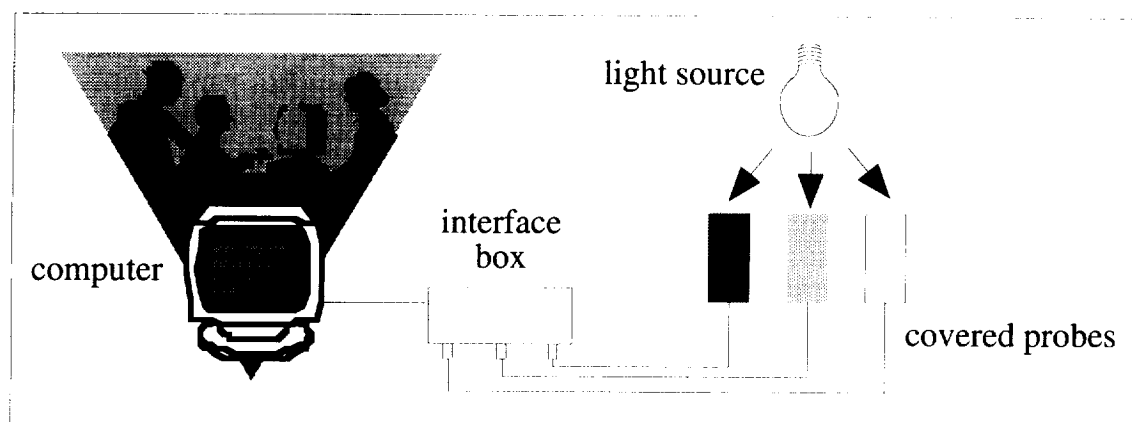 light source
interface
box
computer
covered probes